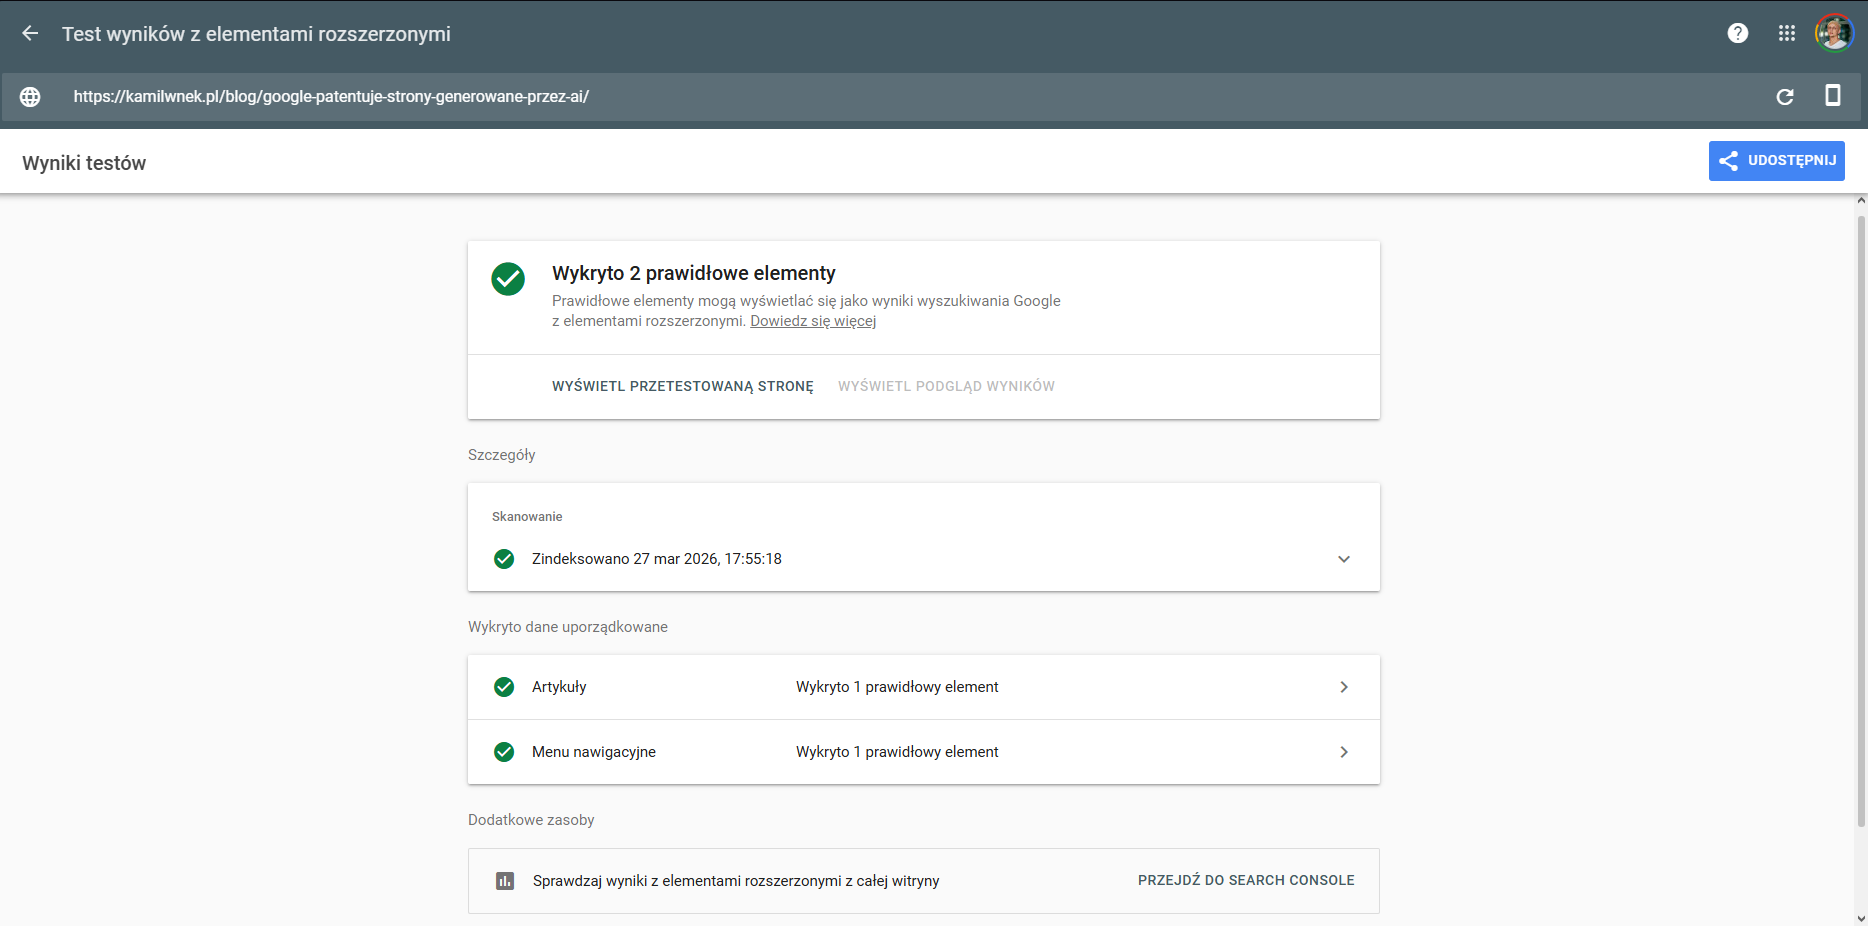 Test wyników z elementami rozszerzonymi
https://kamilwnek.pl/blog/google-patentuje-strony-generowane-przez-ai/
Wyniki testów
UDOSTĘPNIJ
Wykryto 2 prawidłowe elementy
Prawidłowe elementy mogą wyświetlać się jako wyniki wyszukiwania Google
z elementami rozszerzonymi. Dowiedz się więcej
WYŚWIETL PRZETESTOWANĄ STRONĘ WYŚWIETL PODGLĄD WYNIKÓW
Szczegóły
Skanowanie
Zindeksowano 27 mar 2026, 17:55:18
Wykryto dane uporządkowane
Artykuły Wykryto 1 prawidłowy element
Menu nawigacyjne Wykryto 1 prawidłowy element
Dodatkowe zasoby
Sprawdzaj wyniki z elementami rozszerzonymi z całej witryny PRZEJDŹ DO SEARCH CONSOLE